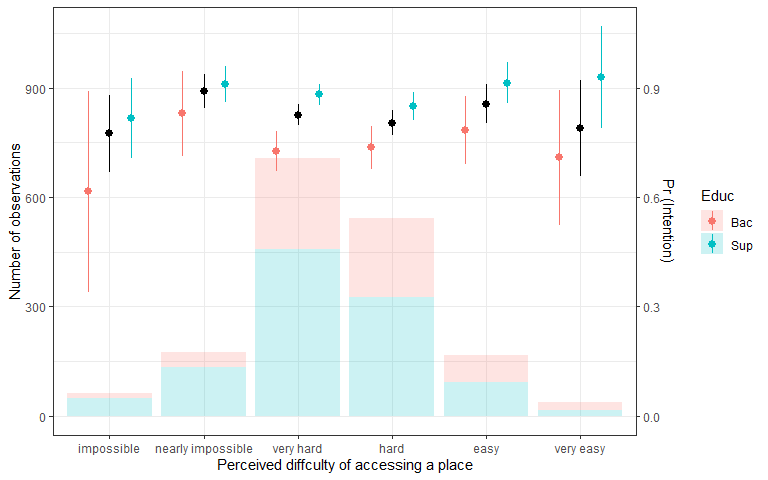 900
600
300
0
Number of observations
0.9
0.6
0.3
0.0
Pr (Intention)
impossible
nearly impossible
very hard
hard
easy
very easy
Perceived diffculty of accessing a place
Educ
Bac
Sup